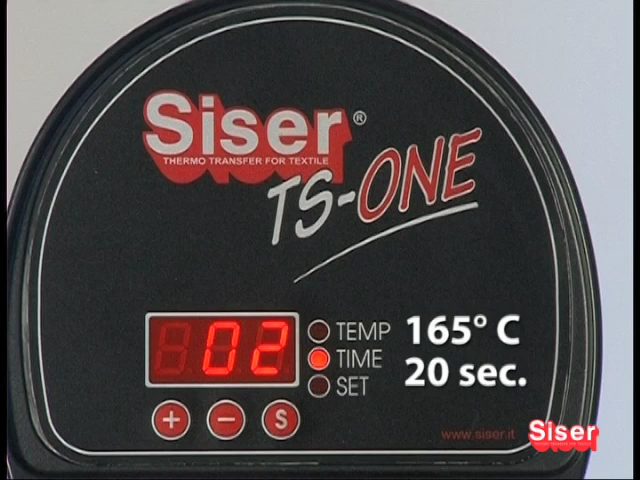 Siser®
THERMO TRANSFER FOR TEXTILE
TS-ONE
02
TEMP
TIME
SET
165° C
20 sec.
+ − S
www.siser.it
Siser